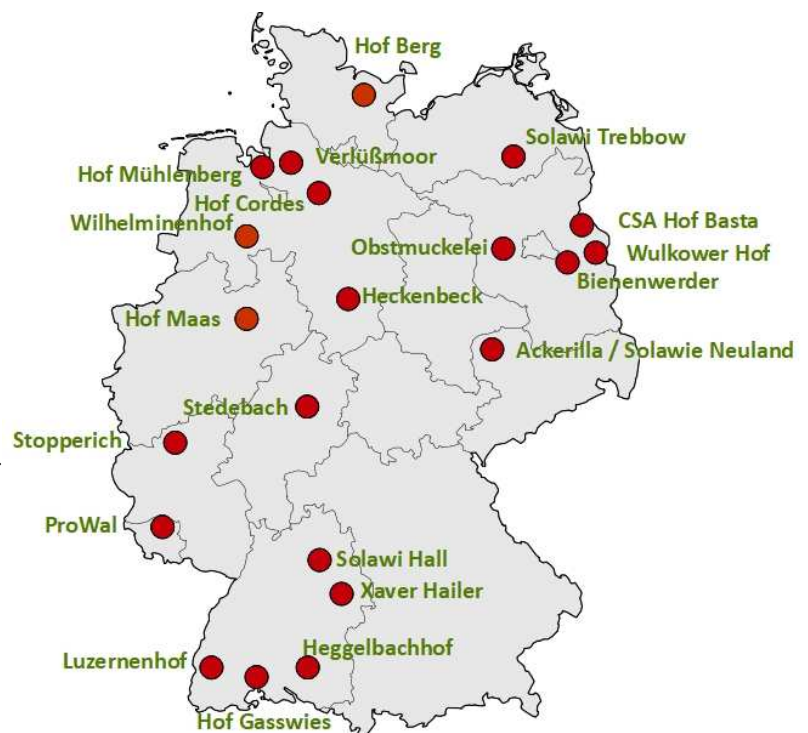 Hof Berg
Solawi Trebbow
Verlüßmoor
Hof Mühlenberg
Hof Cordes
Wilhelminenhof
CSA Hof Basta
Obstmuckelei
Wulkower Hof
Bienenwerder
Heckenbeck
Hof Maas
Ackerilla / Solawie Neuland
Stedebach
Stopperich
ProWal
Solawi Hall
Xaver Hailer
Heggelbachhof
Luzernenhof
Hof Gasswies